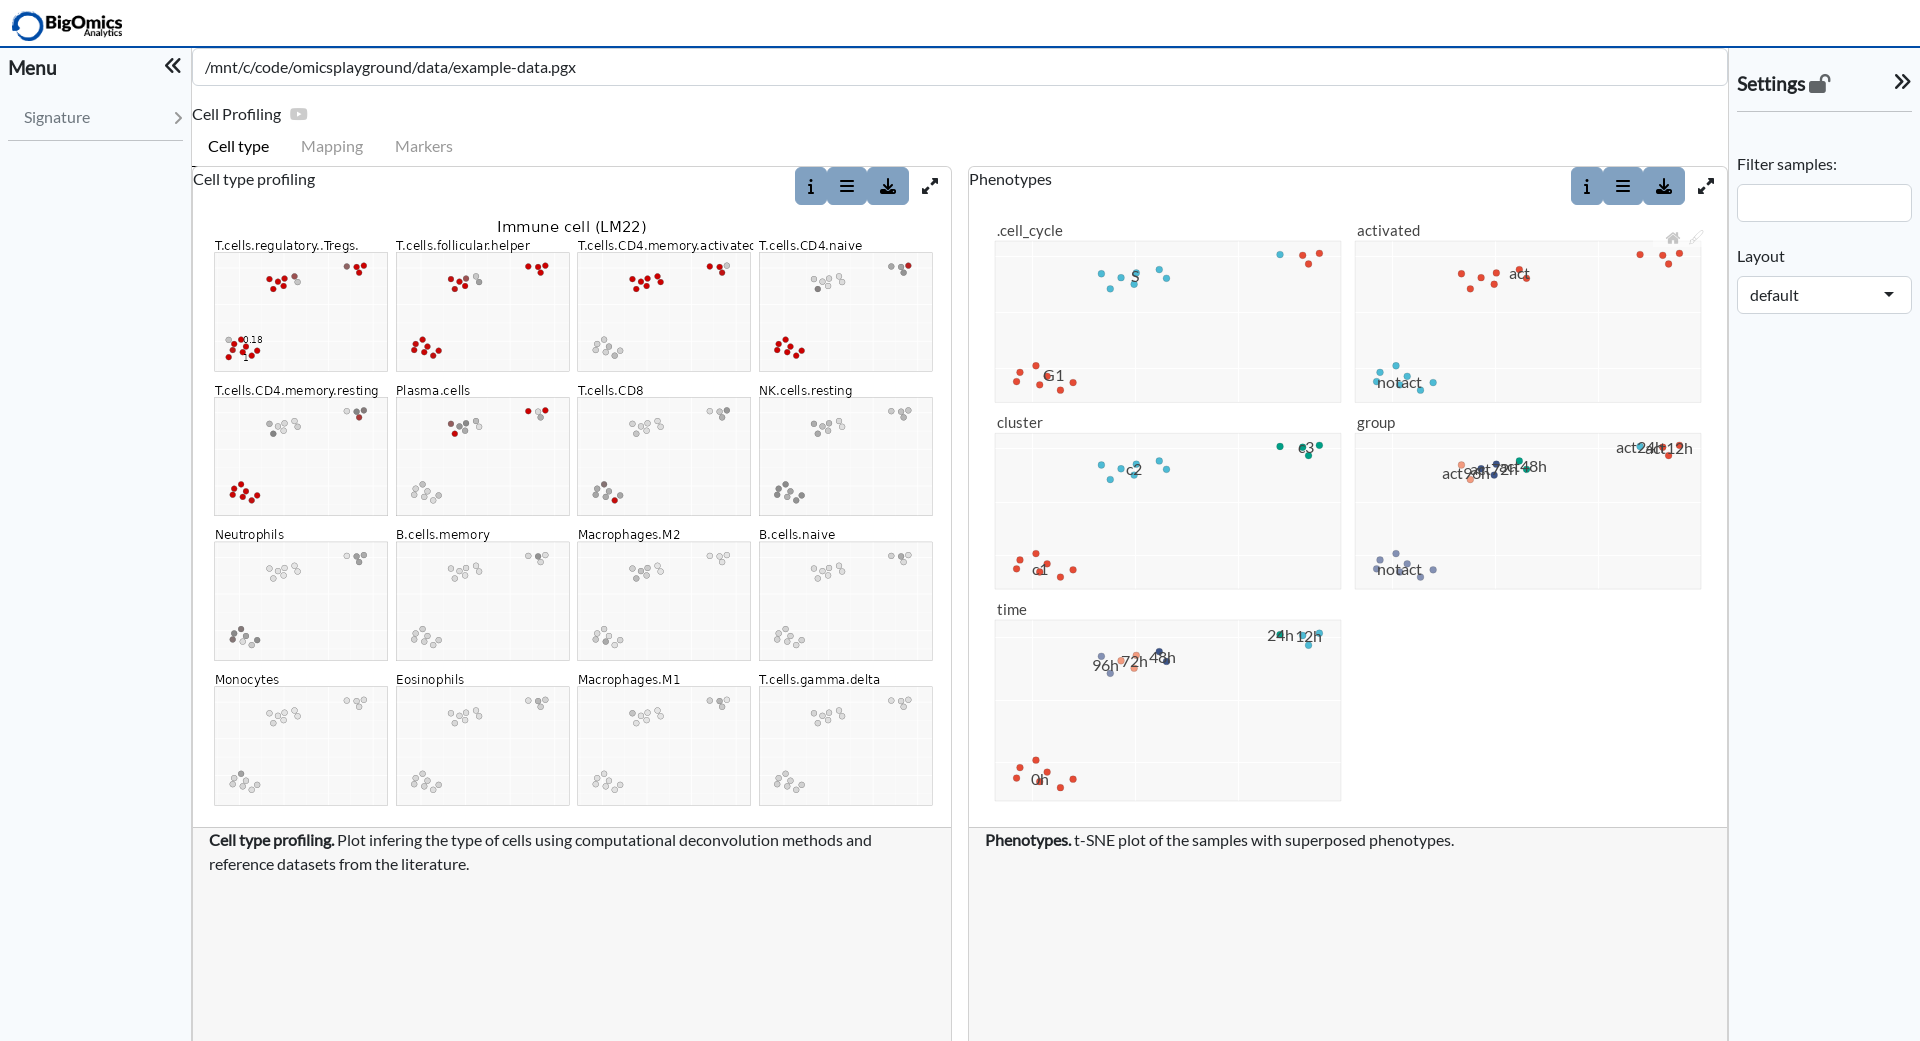 BigOmics
Analytics
Menu
Signature
/mnt/c/code/omicsplayground/data/example-data.pgx
Cell Profiling
Cell type Mapping Markers
Cell type profiling
Immune cell (LM22)
T.cells.regulatory..Tregs. T.cells.follicular.helper T.cells.CD4.memory.activated T.cells.CD4.naive
0.18
1
T.cells.CD4.memory.resting Plasma.cells T.cells.CD8 NK.cells.resting
Neutrophils B.cells.memory Macrophages.M2 B.cells.naive
Monocytes Eosinophils Macrophages.M1 T.cells.gamma.delta
Cell type profiling. Plot infering the type of cells using computational deconvolution methods and
reference datasets from the literature.
Phenotypes
.cell_cycle activated
S act
G1 notact
cluster group
c3 act24h act12h
c2 act96h act72h act48h
c1 notact
time
24h 12h
96h 72h 48h
0h
Phenotypes. t-SNE plot of the samples with superposed phenotypes.
Settings
Filter samples:
Layout
default